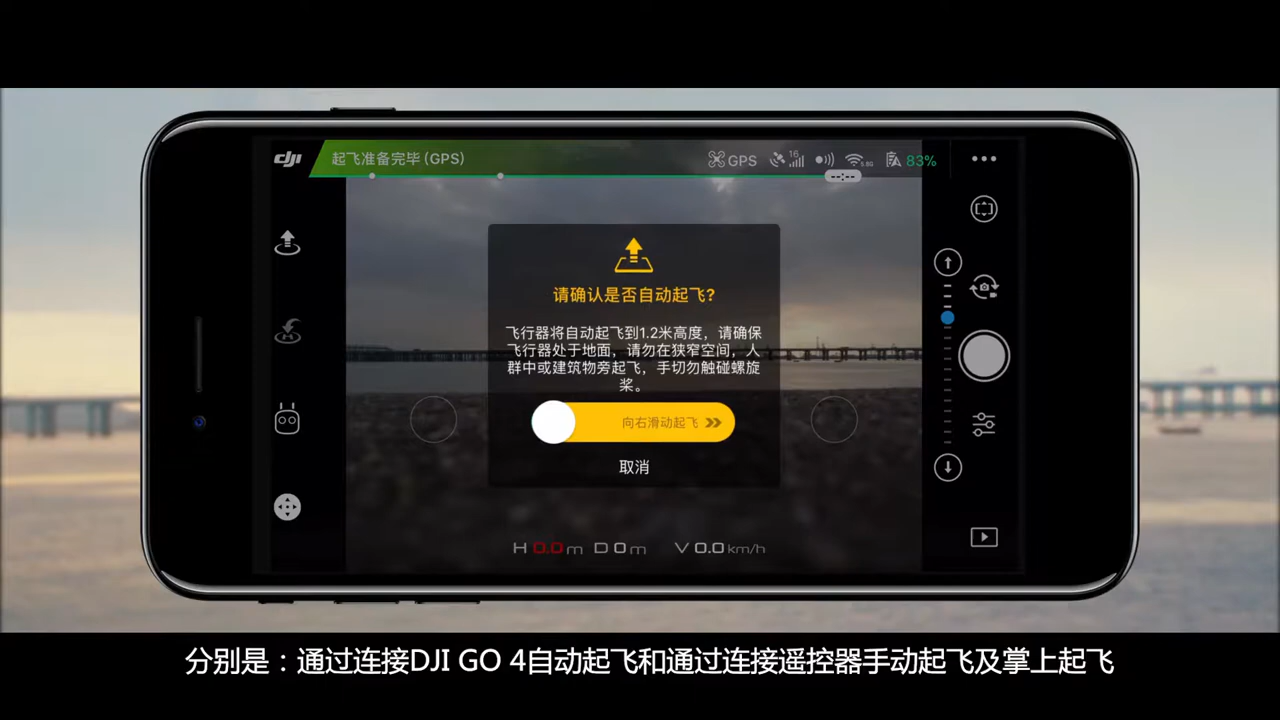 dji
起飞准备完毕(GPS)
GPS
16
5.8G
83%
--:--
请确认是否自动起飞?
飞行器将自动起飞到1.2米高度，请确保
飞行器处于地面，请勿在狭窄空间，人
群中或建筑物旁起飞，手切勿触碰螺旋
桨。
向右滑动起飞
取消
H 0.0m D 0m V 0.0 km/h
分别是：通过连接DJI GO 4自动起飞和通过连接遥控器手动起飞及掌上起飞